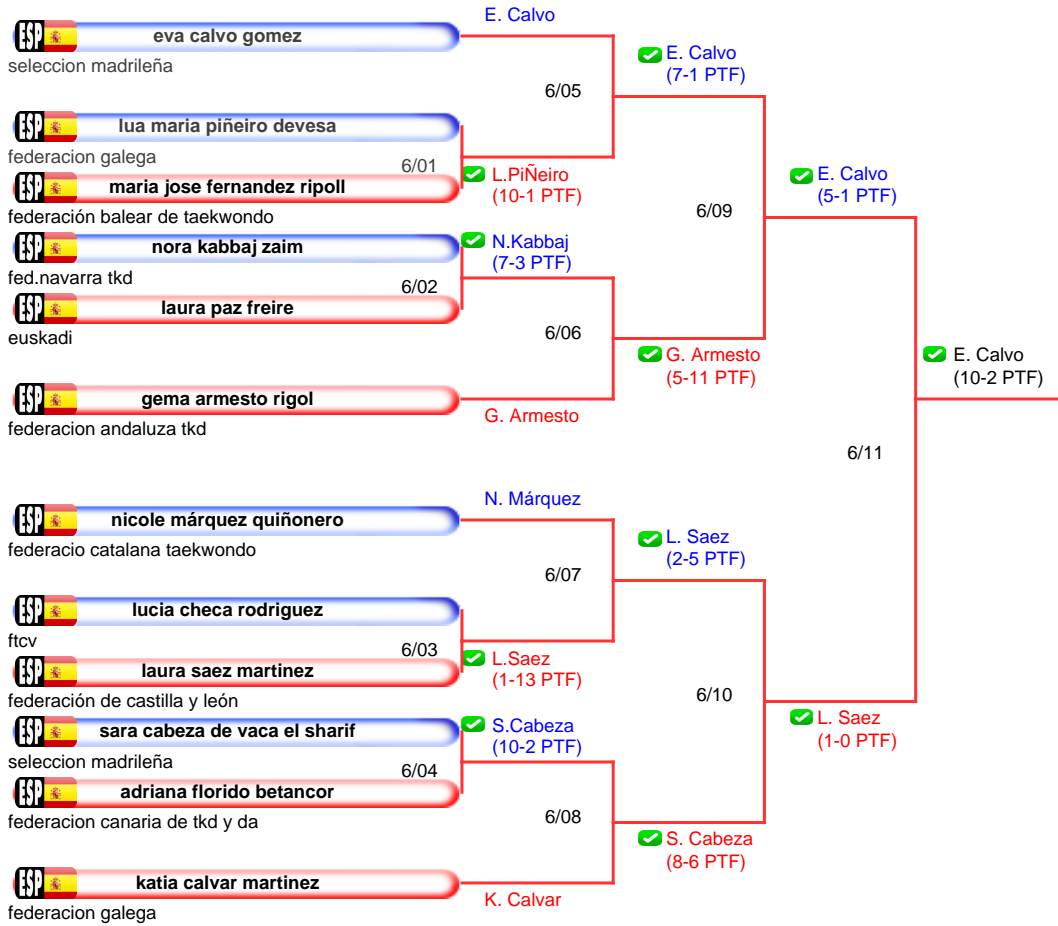 E. Calvo
ESP eva calvo gomez
seleccion madrileña
E. Calvo
(7-1 PTF)
6/05
ESP lua maria piñeiro devesa
federacion galega
6/01
L.PiÑeiro
(10-1 PTF)
ESP maria jose fernandez ripoll
federación balear de taekwondo
E. Calvo
(5-1 PTF)
6/09
ESP nora kabbaj zaim
N.Kabbaj
(7-3 PTF)
fed.navarra tkd
6/02
ESP laura paz freire
euskadi
6/06
G. Armesto
(5-11 PTF)
E. Calvo
(10-2 PTF)
ESP gema armesto rigol
G. Armesto
federacion andaluza tkd
6/11
N. Márquez
ESP nicole márquez quiñonero
federacio catalana taekwondo
L. Saez
(2-5 PTF)
6/07
ESP lucia checa rodriguez
ftcv
6/03
L.Saez
(1-13 PTF)
ESP laura saez martinez
federación de castilla y león
6/10
L. Saez
(1-0 PTF)
ESP sara cabeza de vaca el sharif
S.Cabeza
(10-2 PTF)
seleccion madrileña
6/04
ESP adriana florido betancor
federacion canaria de tkd y da
6/08
S. Cabeza
(8-6 PTF)
ESP katia calvar martinez
K. Calvar
federacion galega